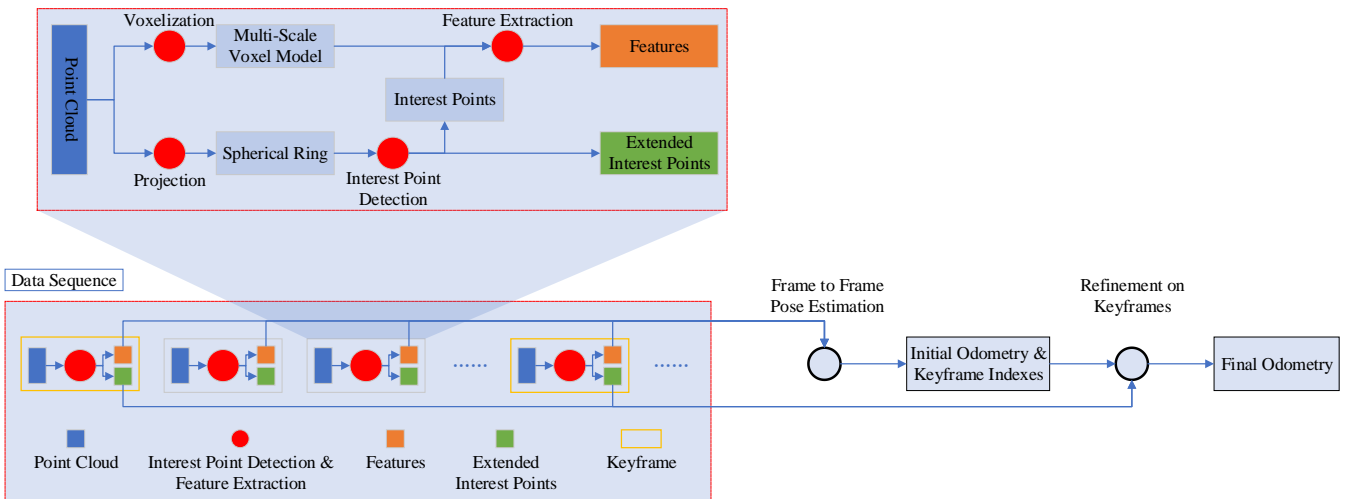 Voxelization
Feature Extraction
Point Cloud
Multi-Scale
Voxel Model
Features
Interest Points
Spherical Ring
Extended
Interest Points
Projection
Interest Point
Detection
Data Sequence
Frame to Frame
Pose Estimation
Refinement on
Keyframes
Initial Odometry &
Keyframe Indexes
Final Odometry
......
......
Point Cloud
Interest Point Detection &
Feature Extraction
Features
Extended
Interest Points
Keyframe